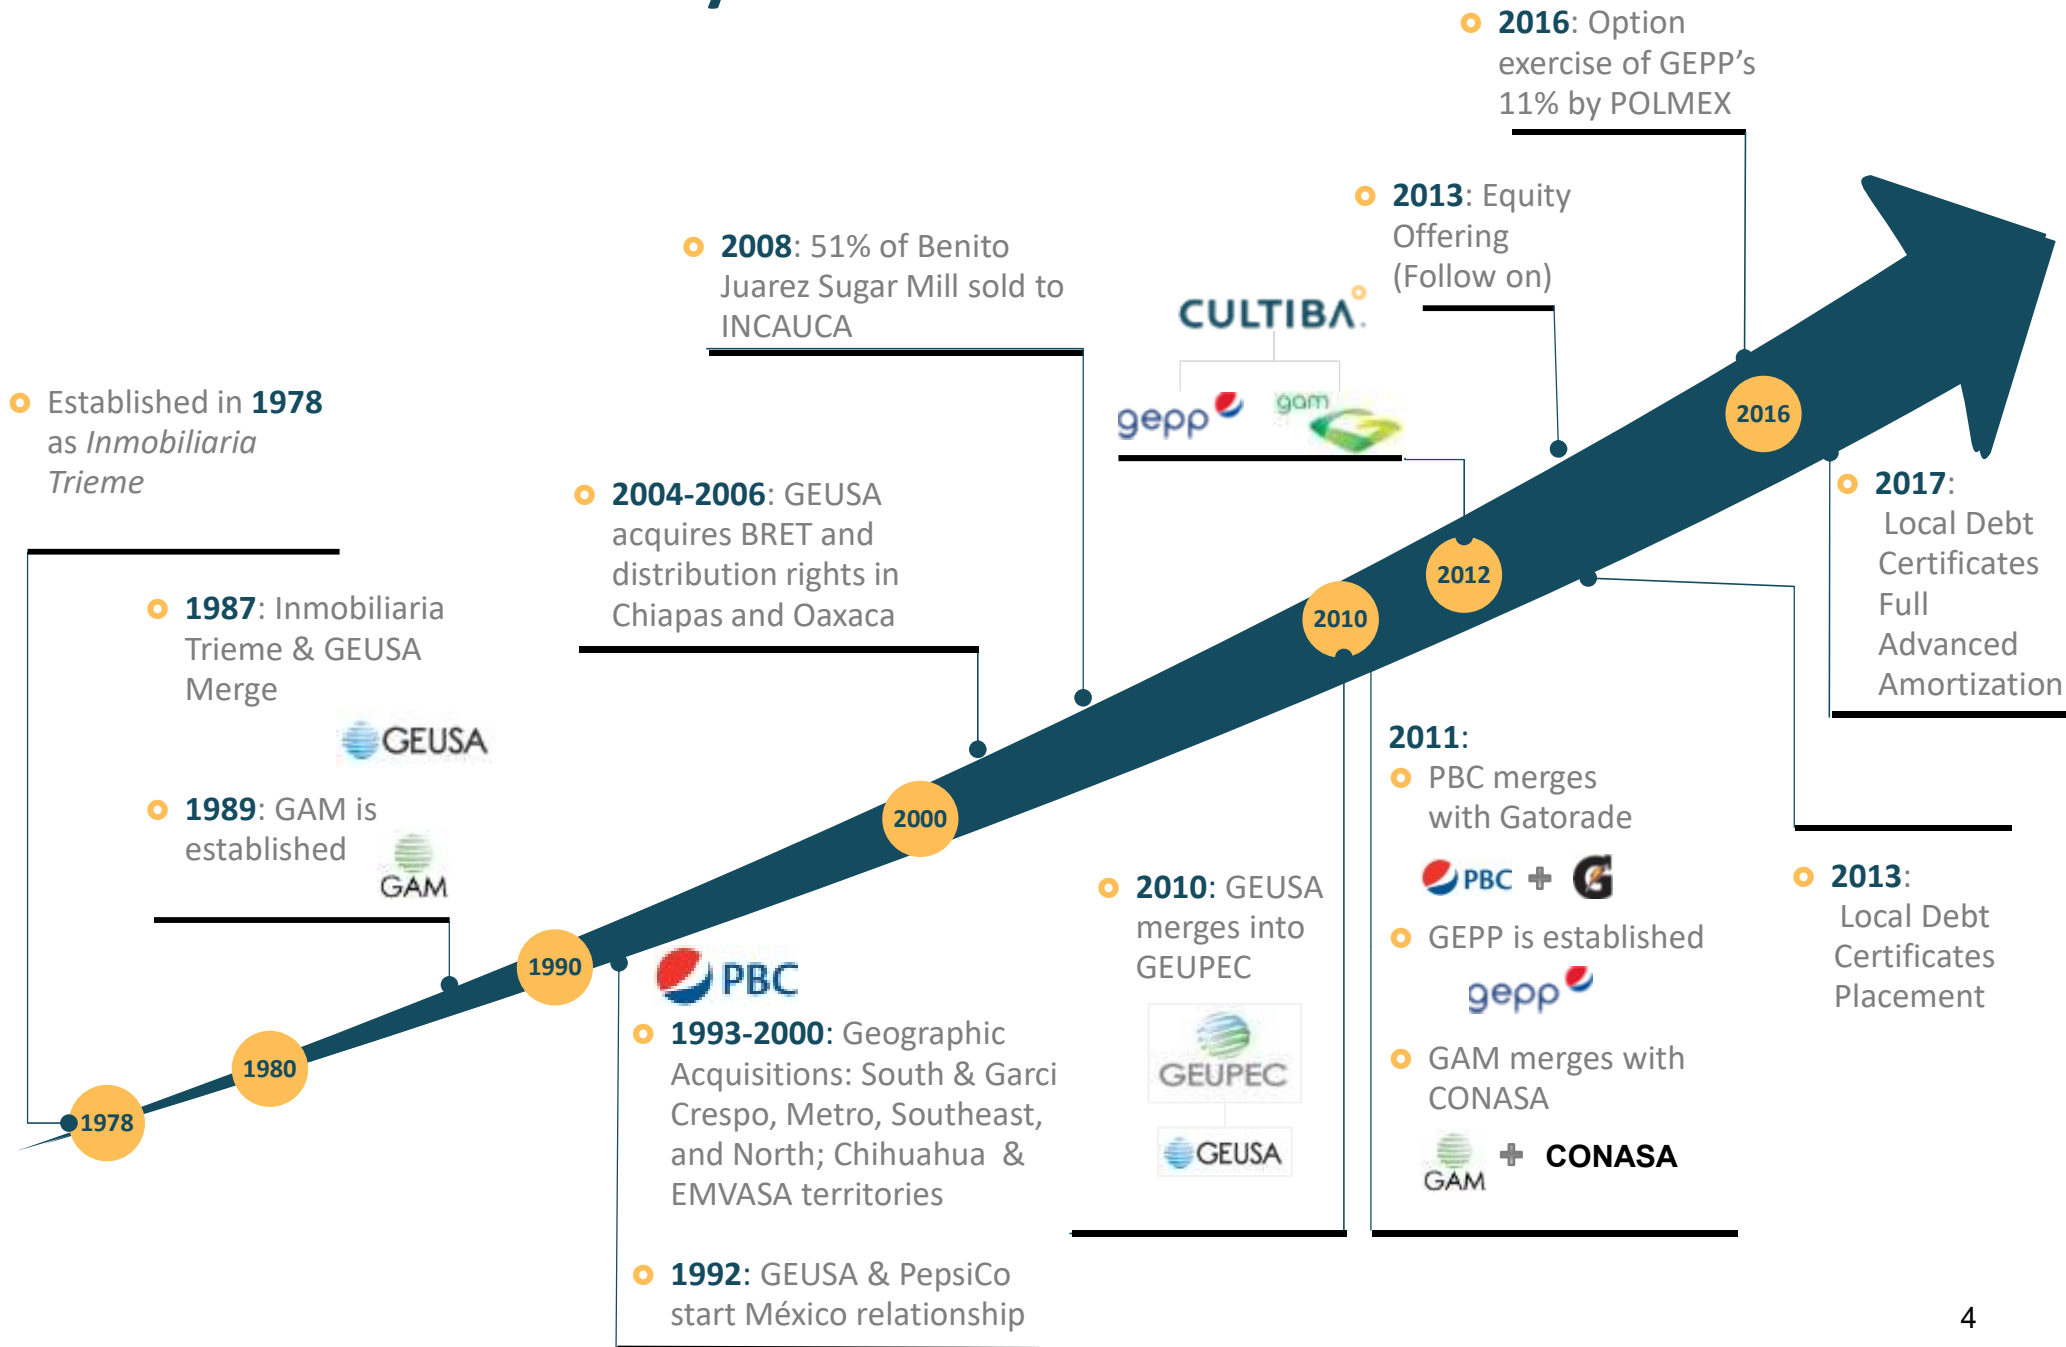 Established in 1978
as Inmobiliaria
Trieme
1987: Inmobiliaria
Trieme & GEUSA
Merge
GEUSA
1989: GAM is
established
GAM
2004-2006: GEUSA
acquires BRET and
distribution rights in
Chiapas and Oaxaca
2008: 51% of Benito
Juarez Sugar Mill sold to
INCAUCA
CULTIBA
gepp
gam
2013: Equity
Offering
(Follow on)
2016: Option
exercise of GEPP’s
11% by POLMEX
1978
1980
1990
2000
2010
2012
2016
PBC
1993-2000: Geographic
Acquisitions: South & Garci
Crespo, Metro, Southeast,
and North; Chihuahua &
EMVASA territories
1992: GEUSA & PepsiCo
start México relationship
2010: GEUSA
merges into
GEUPEC
GEUPEC
GEUSA
2011:
PBC merges
with Gatorade
PBC + G
GEPP is established
gepp
GAM merges with
CONASA
GAM + CONASA
2013:
Local Debt
Certificates
Placement
2017:
Local Debt
Certificates
Full
Advanced
Amortization
4